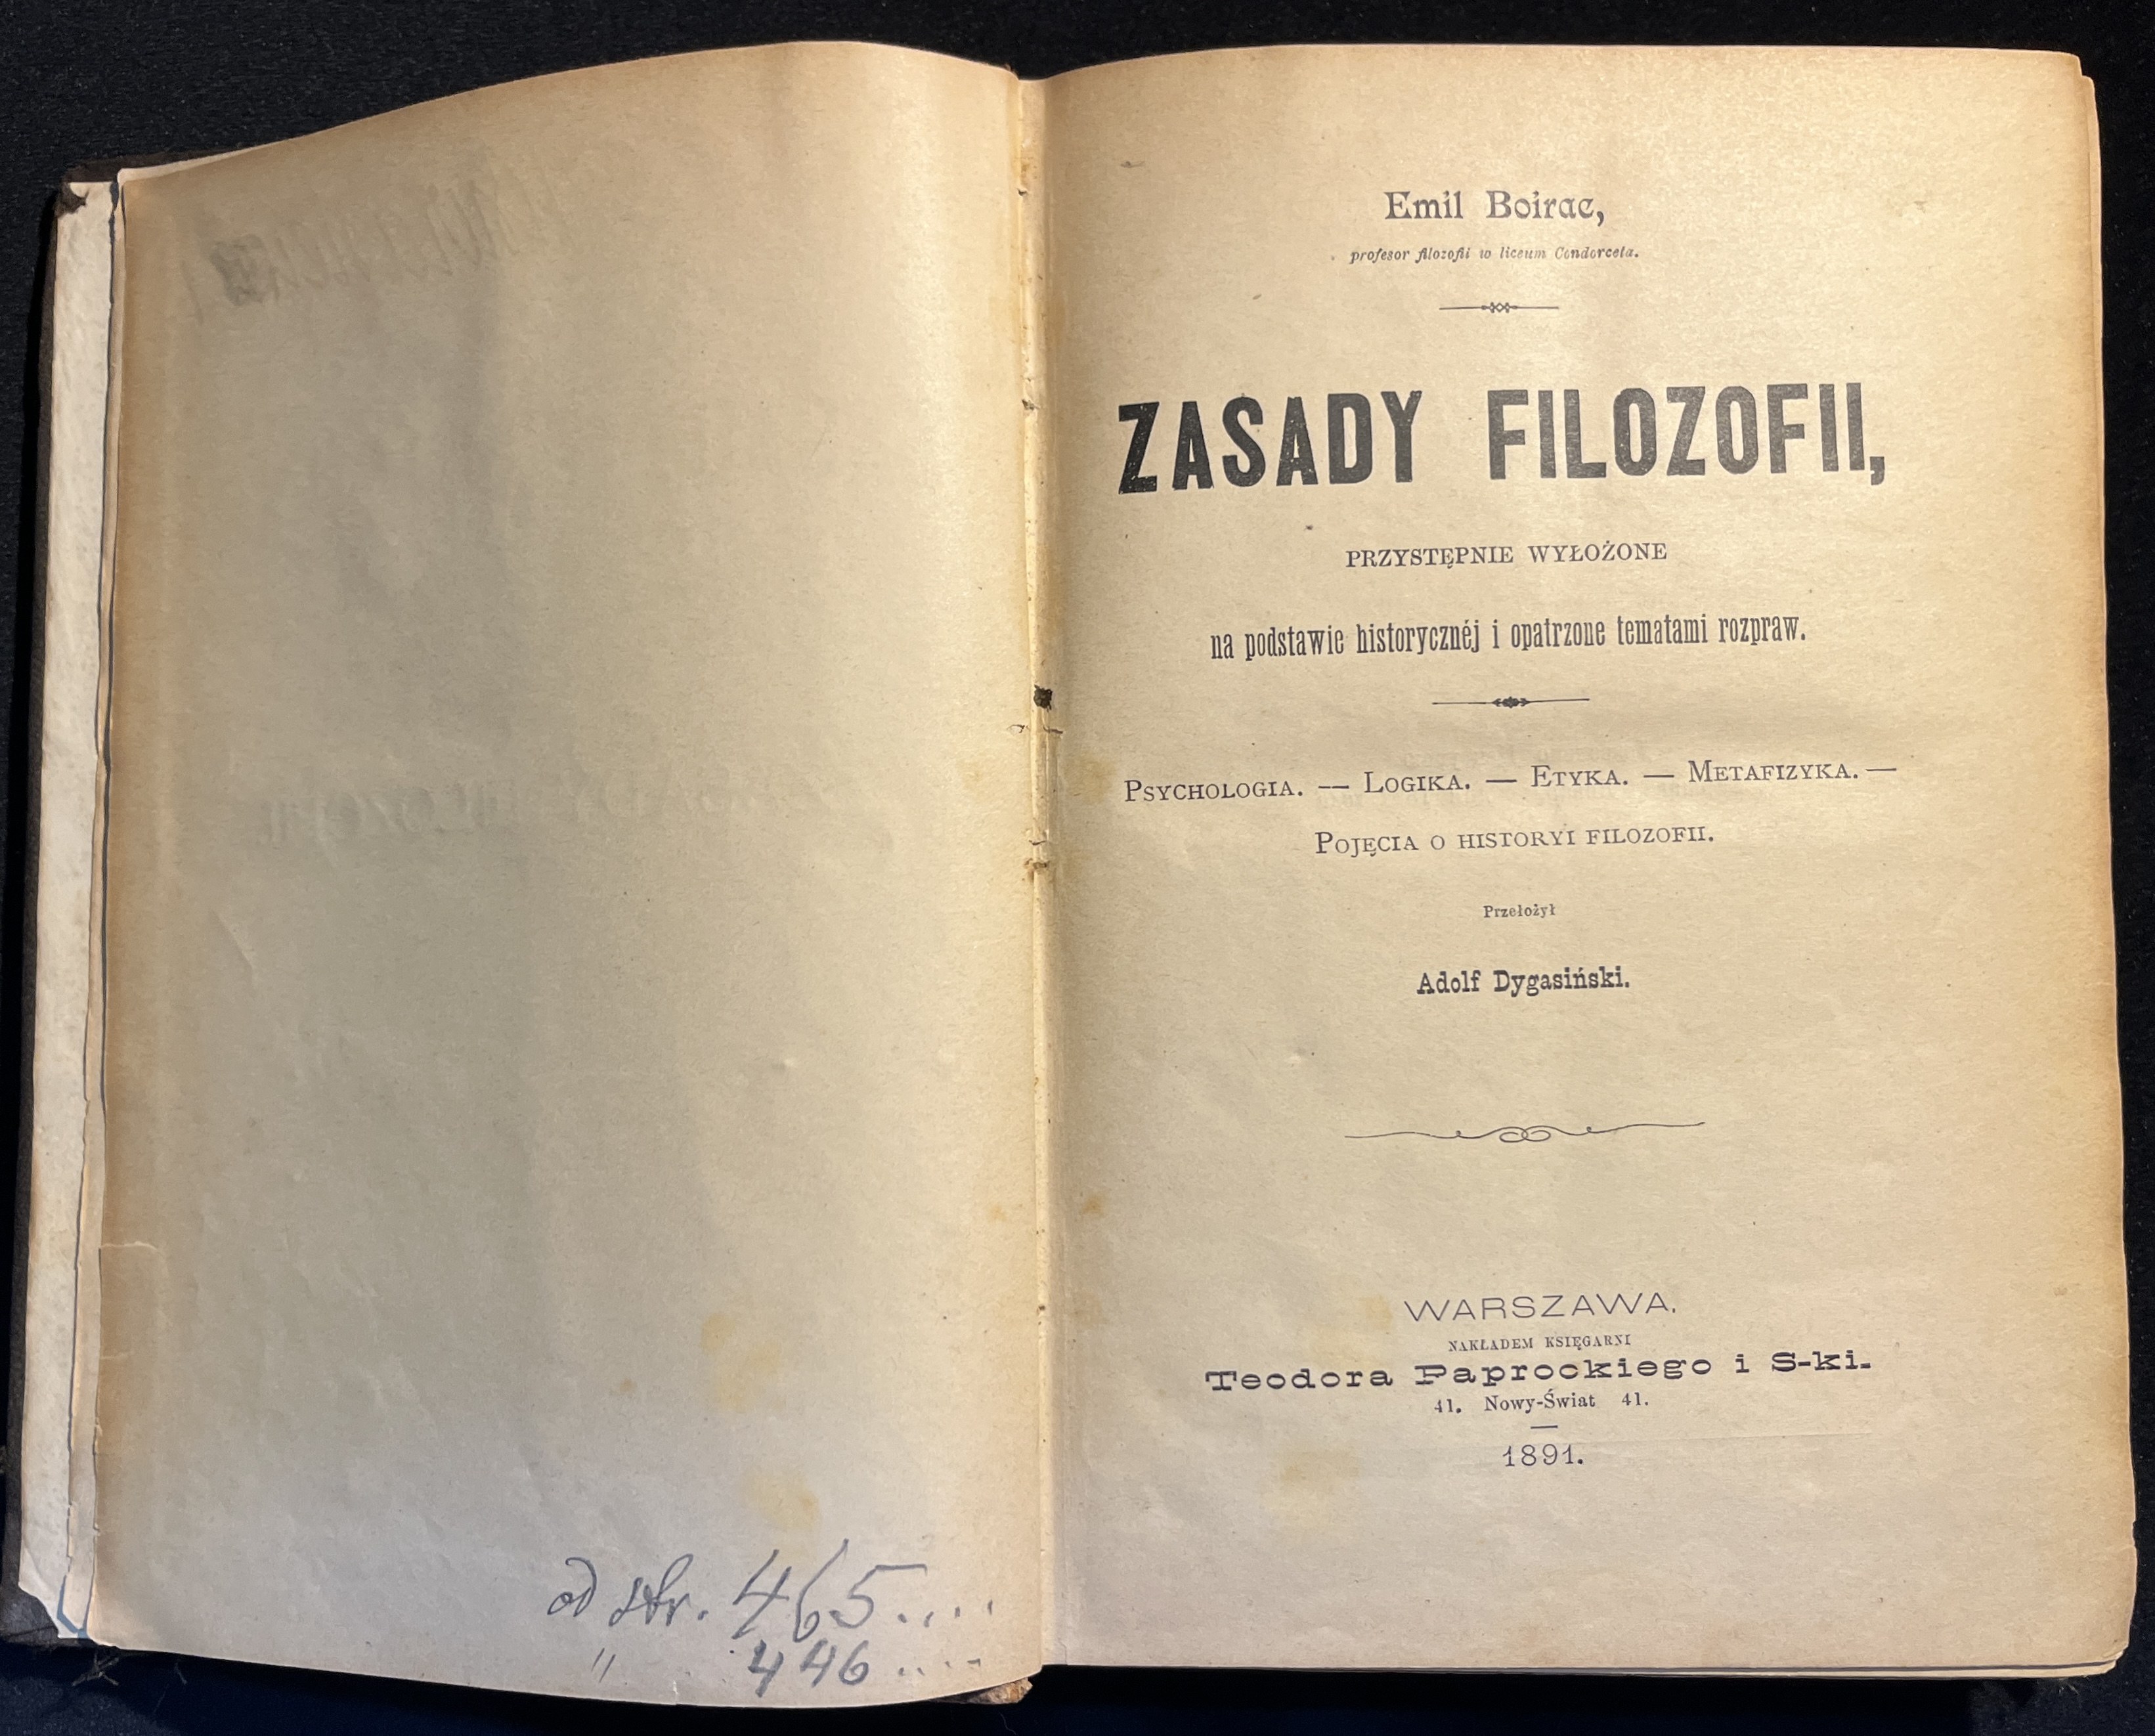 od str. 465....
" 446....
Emil Boirac,
profesor filozofii w liceum Condorceta.
ZASADY FILOZOFII,
PRZYSTĘPNIE WYŁOŻONE
na podstawie historycznéj i opatrzone tematami rozpraw.
PSYCHOLOGIA. — LOGIKA. — ETYKA. — METAFIZYKA. —
POJĘCIA O HISTORYI FILOZOFII.
Przełożył
Adolf Dygasiński.
WARSZAWA.
NAKŁADEM KSIĘGARNI
Teodora Paprockiego i S-ki.
41. Nowy-Świat 41.
1891.